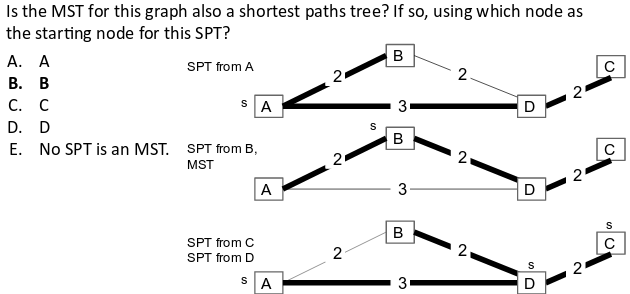 Is the MST for this graph also a shortest paths tree? If so, using which node as
the starting node for this SPT?
A. A
B. B
C. C
D. D
E. No SPT is an MST.
SPT from A
s
A
2
B
2
3
D
2
C
SPT from B,
MST
s
A
2
B
2
3
D
2
C
SPT from C
SPT from D
s
A
2
B
2
3
s
D
2
s
C